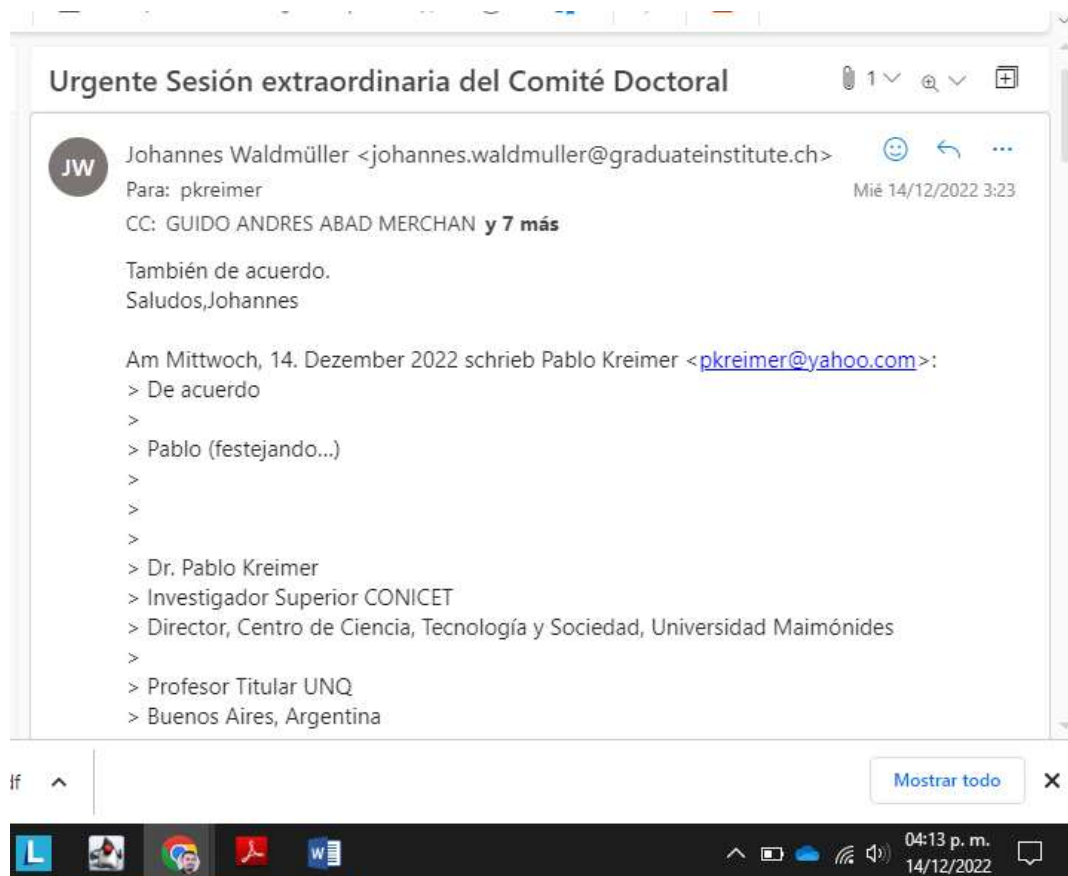 Urgente Sesión extraordinaria del Comité Doctoral
1
JW
Johannes Waldmüller <johannes.waldmuller@graduateinstitute.ch>
Para: pkreimer
Mié 14/12/2022 3:23
CC: GUIDO ANDRES ABAD MERCHAN y 7 más
También de acuerdo.
Saludos,Johannes
Am Mittwoch, 14. Dezember 2022 schrieb Pablo Kreimer <pkreimer@yahoo.com>:
> De acuerdo
>
> Pablo (festejando...)
>
>
>
> Dr. Pablo Kreimer
> Investigador Superior CONICET
> Director, Centro de Ciencia, Tecnología y Sociedad, Universidad Maimónides
>
> Profesor Titular UNQ
> Buenos Aires, Argentina
Mostrar todo
L
W
04:13 p. m.
14/12/2022